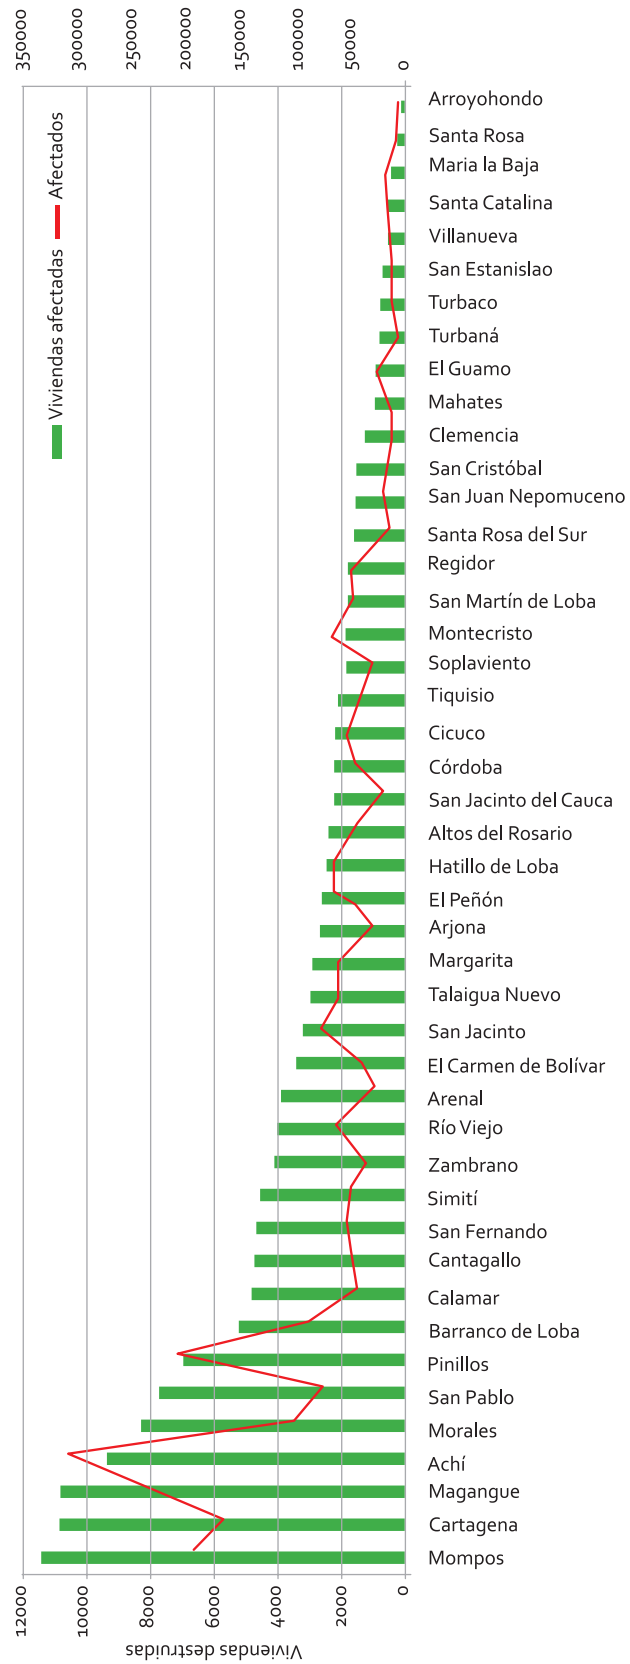 350000
300000
250000
200000
150000
100000
50000
0
Viviendas afectadas
Afectados
Arroyohondo
Santa Rosa
Maria la Baja
Santa Catalina
Villanueva
San Estanislao
Turbaco
Turbaná
El Guamo
Mahates
Clemencia
San Cristóbal
San Juan Nepomuceno
Santa Rosa del Sur
Regidor
San Martín de Loba
Montecristo
Soplaviento
Tiquisio
Cicuco
Córdoba
San Jacinto del Cauca
Altos del Rosario
Hatillo de Loba
El Peñón
Arjona
Margarita
Talaigua Nuevo
San Jacinto
El Carmen de Bolívar
Arenal
Río Viejo
Zambrano
Simití
San Fernando
Cantagallo
Calamar
Barranco de Loba
Pinillos
San Pablo
Morales
Achí
Magangue
Cartagena
Mompos
12000
10000
8000
6000
4000
2000
0
Viviendas destruidas